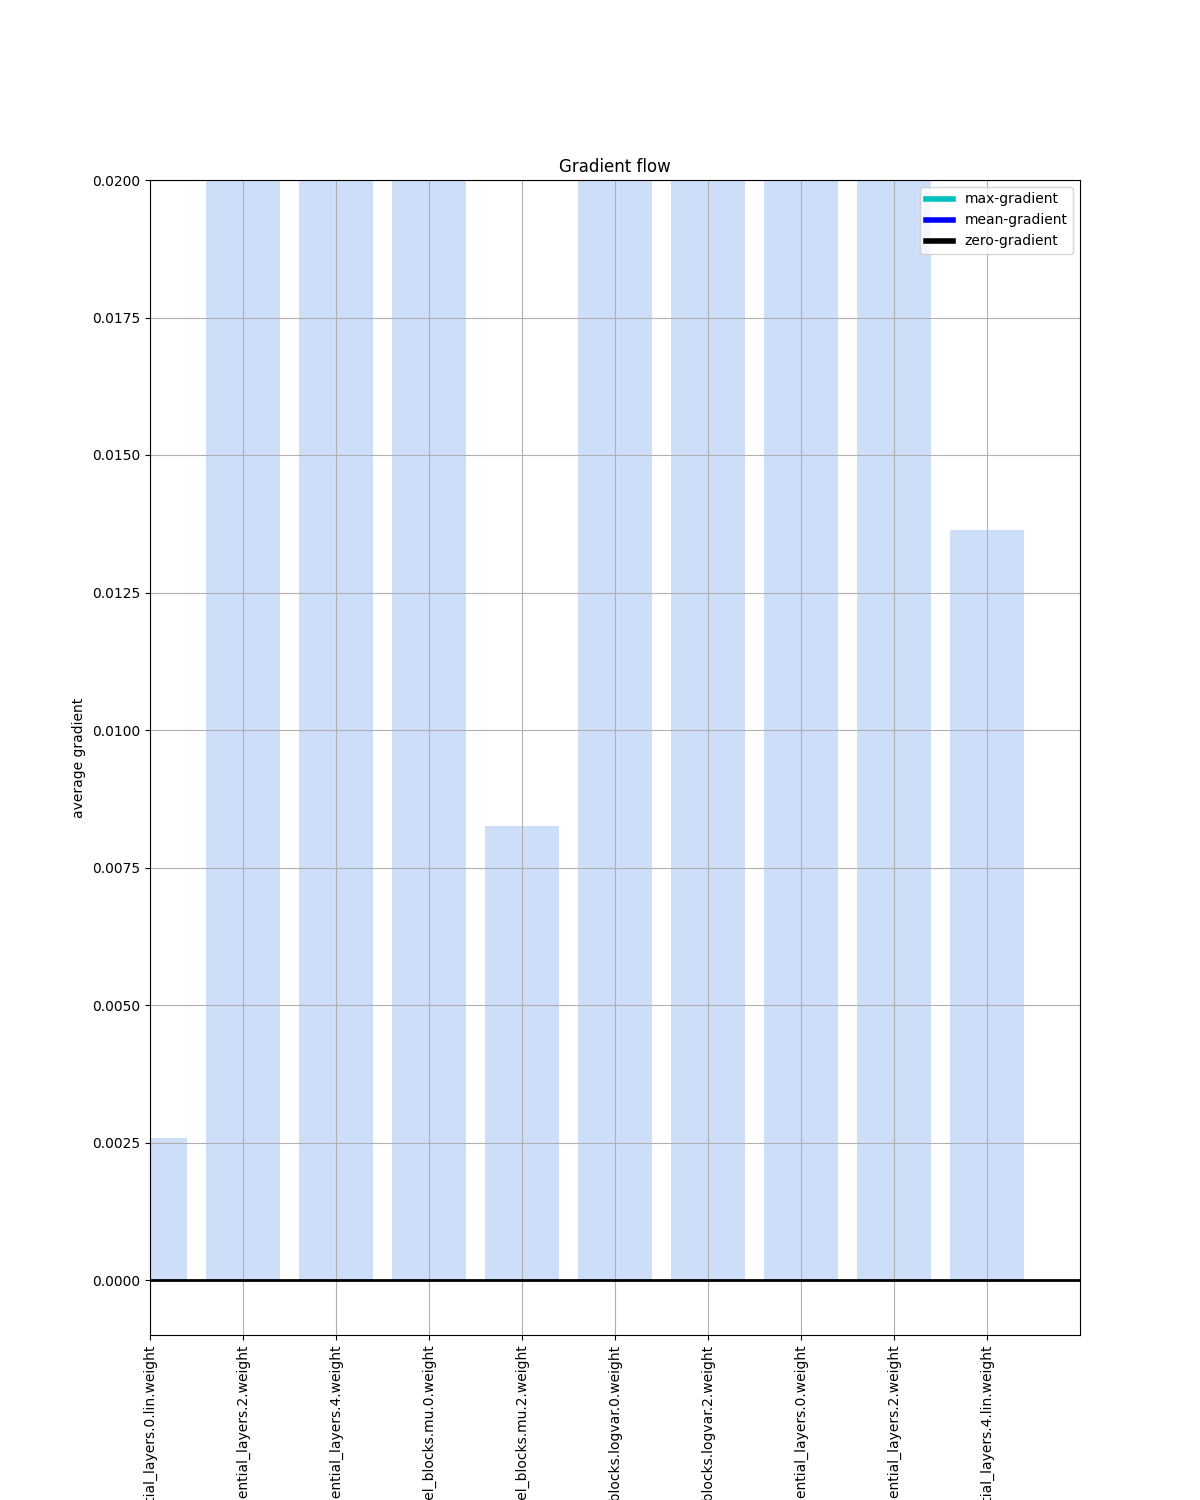 Gradient flow
max-gradient
mean-gradient
zero-gradient
0.0200
0.0175
0.0150
0.0125
0.0100
0.0075
0.0050
0.0025
0.0000
average gradient
tial_layers.0.lin.weight
ential_layers.2.weight
ential_layers.4.weight
el_blocks.mu.0.weight
el_blocks.mu.2.weight
blocks.logvar.0.weight
blocks.logvar.2.weight
ential_layers.0.weight
ential_layers.2.weight
tial_layers.4.lin.weight